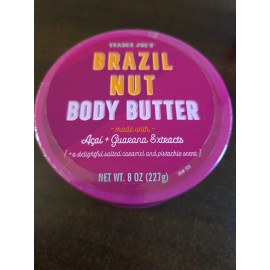 TRADER JOE'S
BRAZIL
NUT
BODY BUTTER
- made with -
Açaí + Guarana Extracts
(+a delightful salted caramel and pistachio scent)
NET WT. 8 OZ (227g)